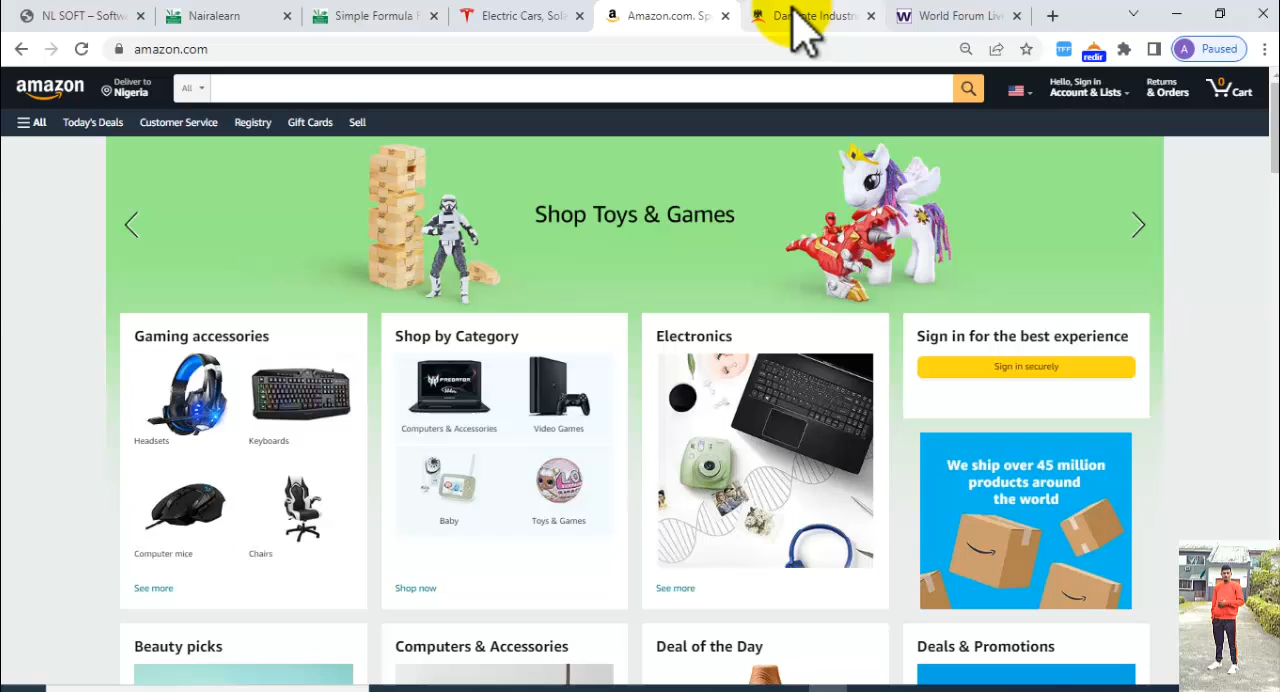 NL SOFT - Softw
Nairalearn
Simple Formula F
Electric Cars, Sol
Amazon.com. Sp
World Forum Liv
amazon.com
TFF
redir
A Paused
amazon
Deliver to
Nigeria
All
Hello, Sign in
Account & Lists
Returns
& Orders
0
Cart
All
Today's Deals
Customer Service
Registry
Gift Cards
Sell
Shop Toys & Games
Gaming accessories
Headsets
Keyboards
Computer mice
Chairs
See more
Shop by Category
PREDATOR
Computers & Accessories
Video Games
Baby
Toys & Games
Shop now
Electronics
See more
Sign in for the best experience
Sign in securely
We ship over 45 million
products around
the world
Beauty picks
Computers & Accessories
Deal of the Day
Deals & Promotions